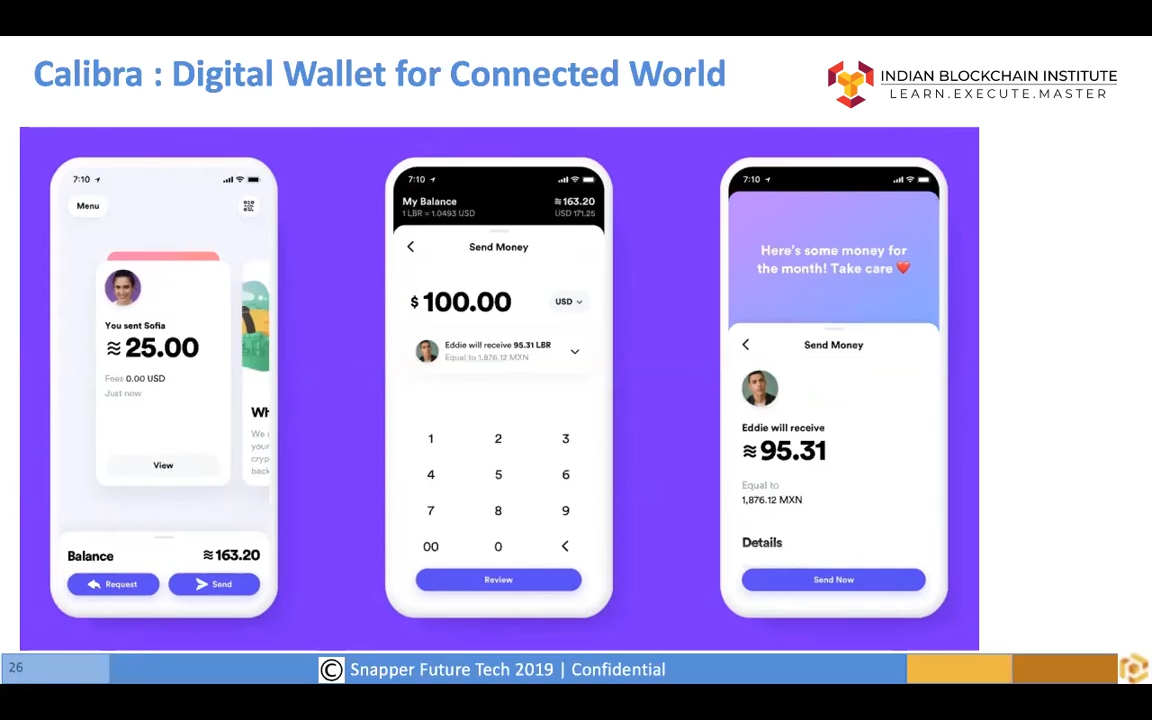 Calibra : Digital Wallet for Connected World
INDIAN BLOCKCHAIN INSTITUTE
LEARN.EXECUTE.MASTER
7:10
Menu
You sent Sofia
≋25.00
Fees 0.00 USD
Just now
View
Wh
We
your
cryp
back
Balance
≋163.20
Request
Send
7:10
My Balance
≋163.20
1 LBR = 1.0493 USD
USD 171.25
Send Money
$ 100.00
USD
Eddie will receive 95.31 LBR
Equal to 1,876.12 MXN
1 2 3
4 5 6
7 8 9
00 0
Review
7:10
Here's some money for
the month! Take care ❤️
Send Money
Eddie will receive
≋95.31
Equal to
1,876.12 MXN
Details
Send Now
26
© Snapper Future Tech 2019 | Confidential